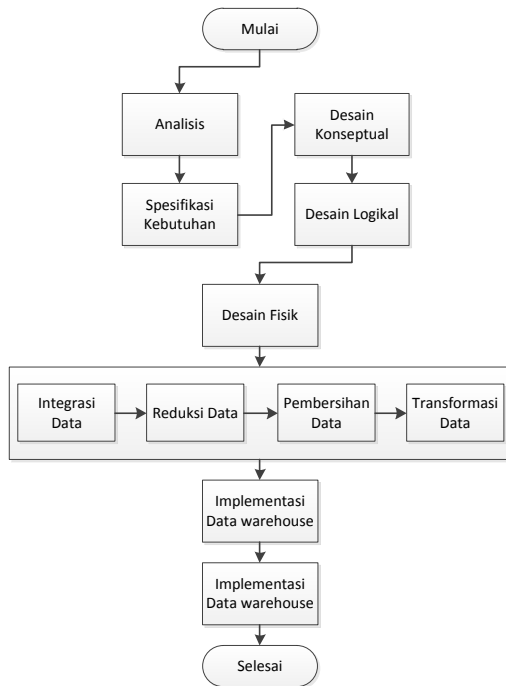 Mulai
Analisis
Spesifikasi
Kebutuhan
Desain
Konseptual
Desain Logikal
Desain Fisik
Integrasi
Data
Reduksi Data
Pembersihan
Data
Transformasi
Data
Implementasi
Data warehouse
Implementasi
Data warehouse
Selesai